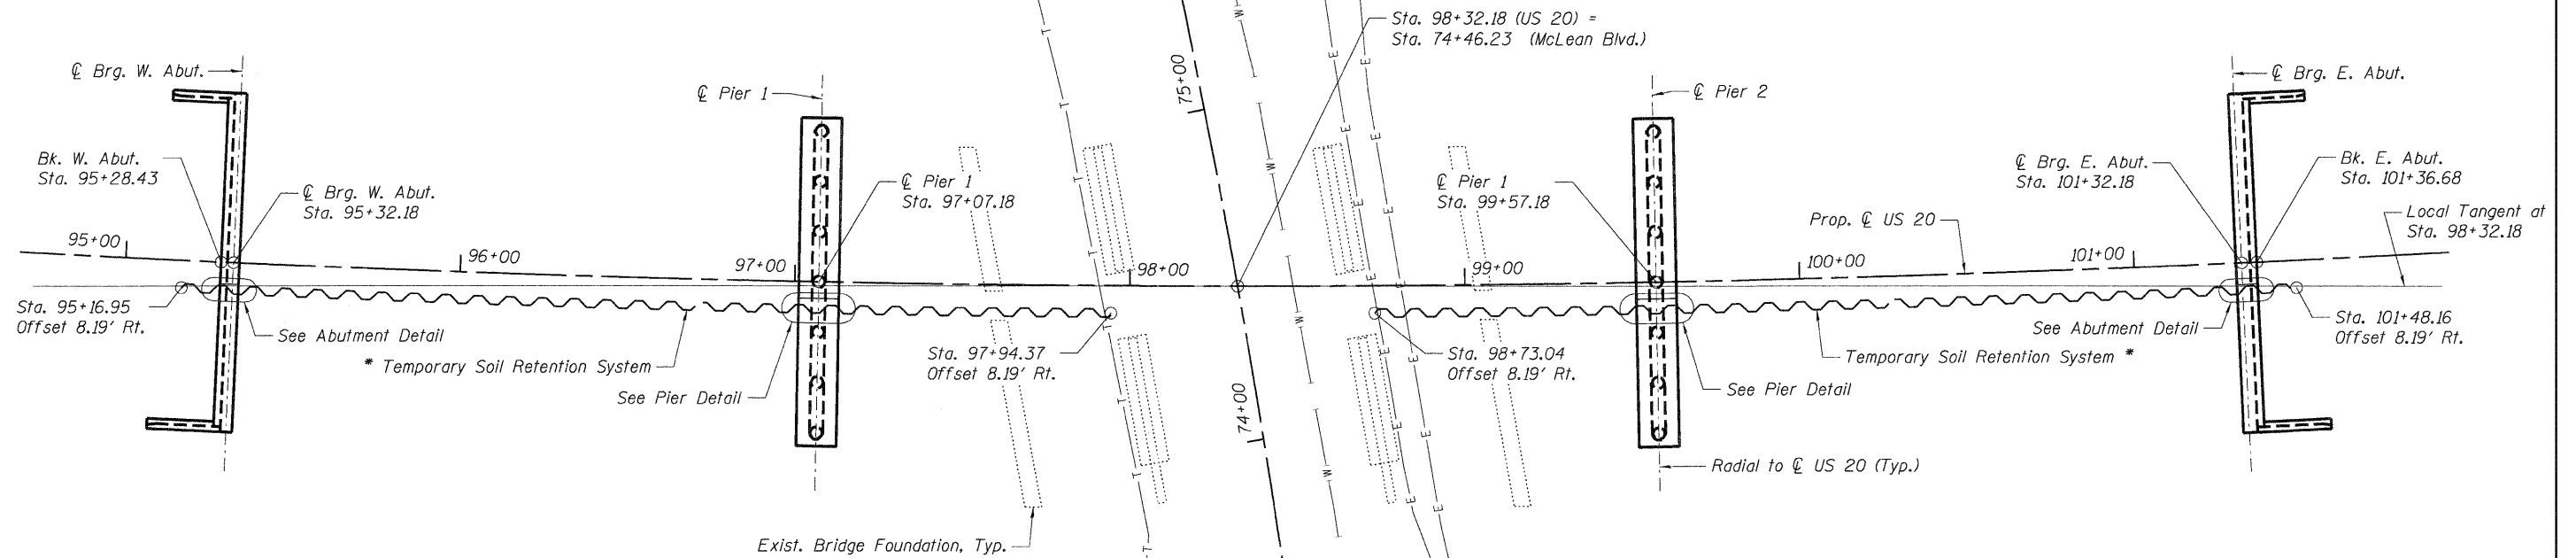 Sta. 98+32.18 (US 20) =
Sta. 74+46.23 (McLean Blvd.)
℄ Brg. W. Abut.
℄ Pier 1
75+00
℄ Pier 2
℄ Brg. E. Abut.
Bk. W. Abut.
Sta. 95+28.43
℄ Brg. W. Abut.
Sta. 95+32.18
℄ Pier 1
Sta. 97+07.18
℄ Pier 1
Sta. 99+57.18
℄ Brg. E. Abut.
Sta. 101+32.18
Bk. E. Abut.
Sta. 101+36.68
Prop. ℄ US 20
Local Tangent at
Sta. 98+32.18
95+00
96+00
97+00
98+00
99+00
100+00
101+00
Sta. 95+16.95
Offset 8.19' Rt.
See Abutment Detail
* Temporary Soil Retention System
See Pier Detail
Sta. 97+94.37
Offset 8.19' Rt.
74+00
Sta. 98+73.04
Offset 8.19' Rt.
See Pier Detail
Temporary Soil Retention System *
See Abutment Detail
Sta. 101+48.16
Offset 8.19' Rt.
Radial to ℄ US 20 (Typ.)
Exist. Bridge Foundation, Typ.
T
T
T
T
T
T
T
W
W
W
W
W
E
E
E
E
E
E
E
E
E
E
E
E
E
E